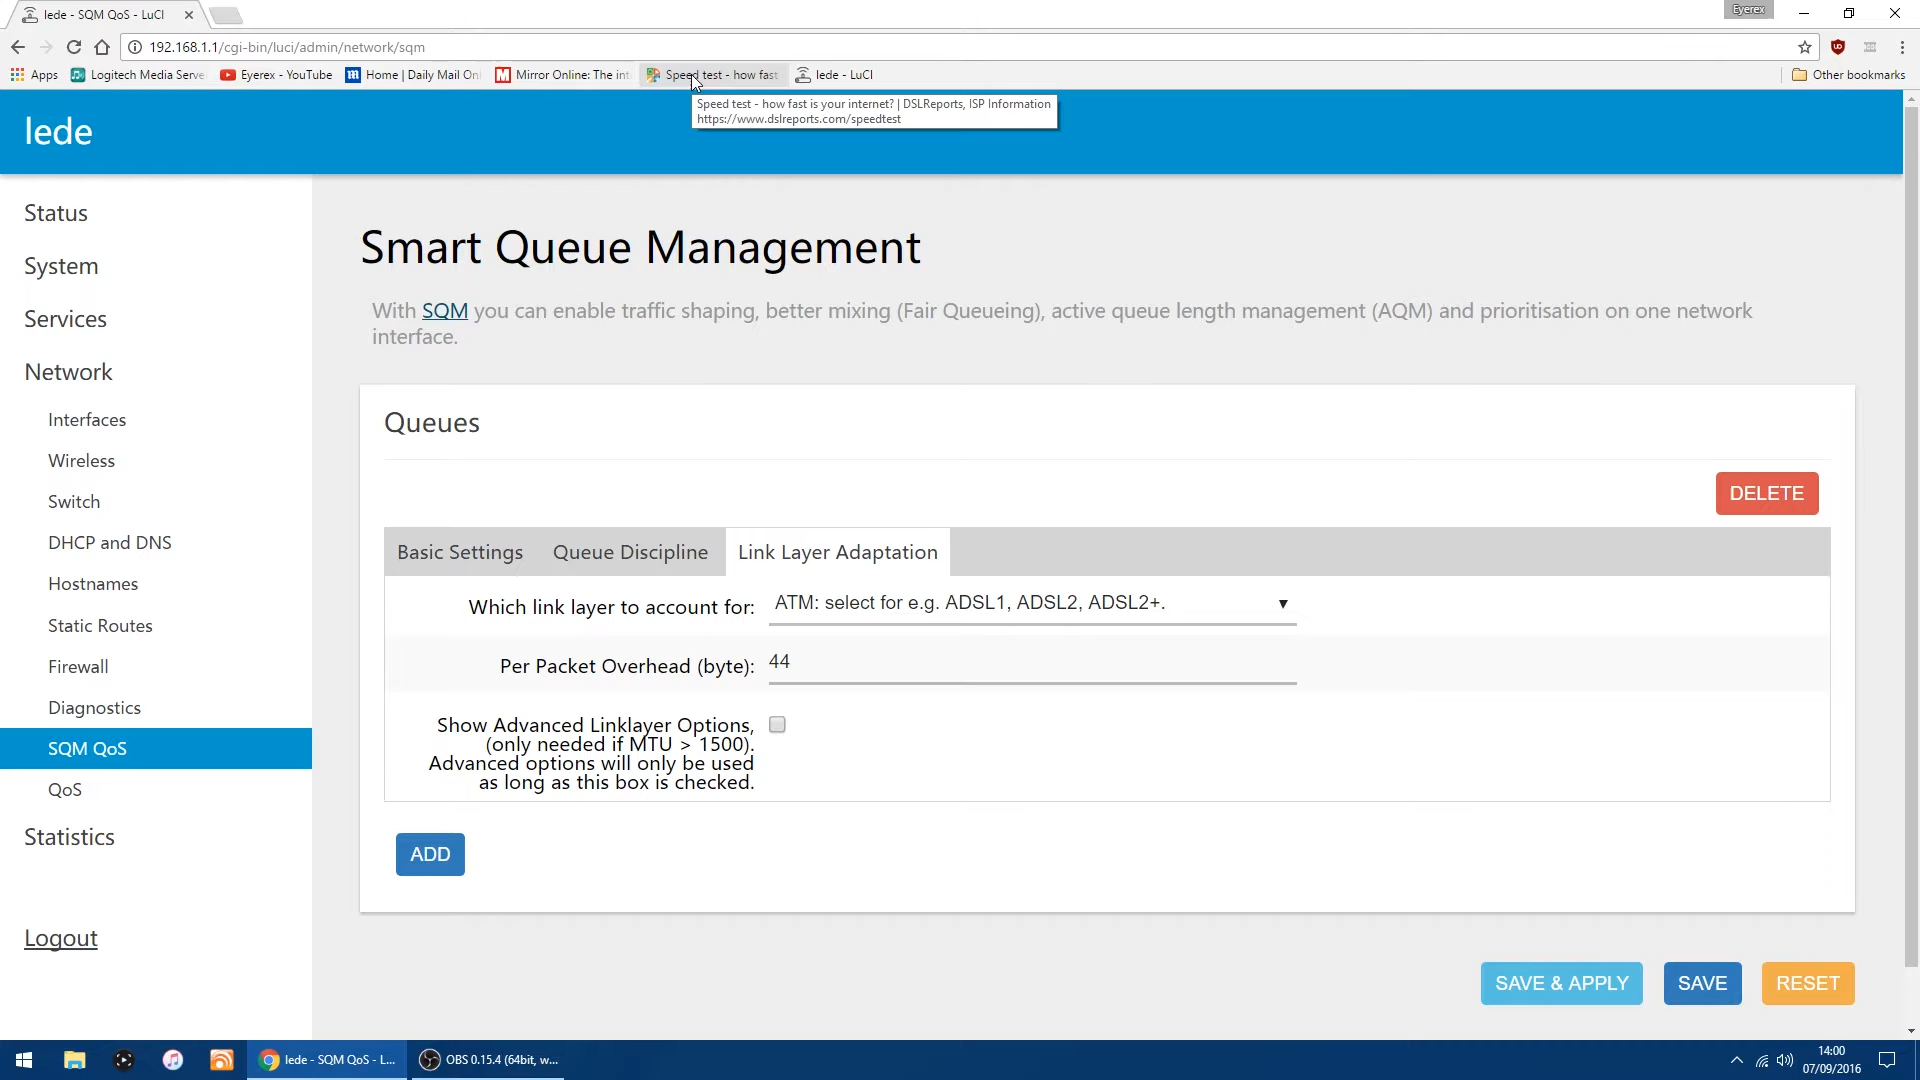 lede - SQM QoS - LuCI
Eyerex
192.168.1.1/cgi-bin/luci/admin/network/sqm
Apps
Logitech Media Serve
Eyerex - YouTube
Home | Daily Mail Onl
Mirror Online: The int
Speed test - how fast
lede - LuCI
Other bookmarks
Speed test - how fast is your internet? | DSLReports, ISP Information
https://www.dslreports.com/speedtest
lede
Status
System
Services
Network
Interfaces
Wireless
Switch
DHCP and DNS
Hostnames
Static Routes
Firewall
Diagnostics
SQM QoS
QoS
Statistics
Logout
Smart Queue Management
With SQM you can enable traffic shaping, better mixing (Fair Queueing), active queue length management (AQM) and prioritisation on one network
interface.
Queues
DELETE
Basic Settings
Queue Discipline
Link Layer Adaptation
Which link layer to account for:
ATM: select for e.g. ADSL1, ADSL2, ADSL2+.
Per Packet Overhead (byte):
44
Show Advanced Linklayer Options,
(only needed if MTU > 1500).
Advanced options will only be used
as long as this box is checked.
ADD
SAVE & APPLY
SAVE
RESET
lede - SQM QoS - L...
OBS 0.15.4 (64bit, w...
14:00
07/09/2016